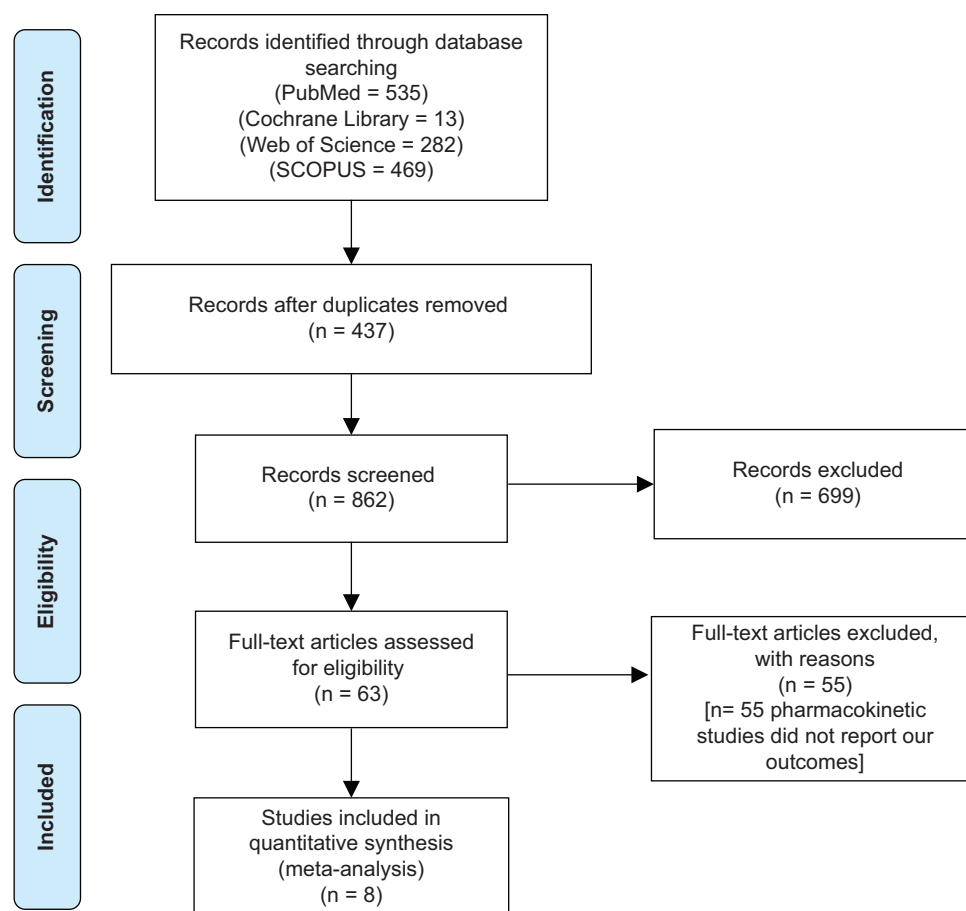 Identification
Records identified through database
searching
(PubMed = 535)
(Cochrane Library = 13)
(Web of Science = 282)
(SCOPUS = 469)
Screening
Records after duplicates removed
(n = 437)
Records screened
(n = 862)
Records excluded
(n = 699)
Eligibility
Full-text articles assessed
for eligibility
(n = 63)
Full-text articles excluded,
with reasons
(n = 55)
[n= 55 pharmacokinetic
studies did not report our
outcomes]
Included
Studies included in
quantitative synthesis
(meta-analysis)
(n = 8)